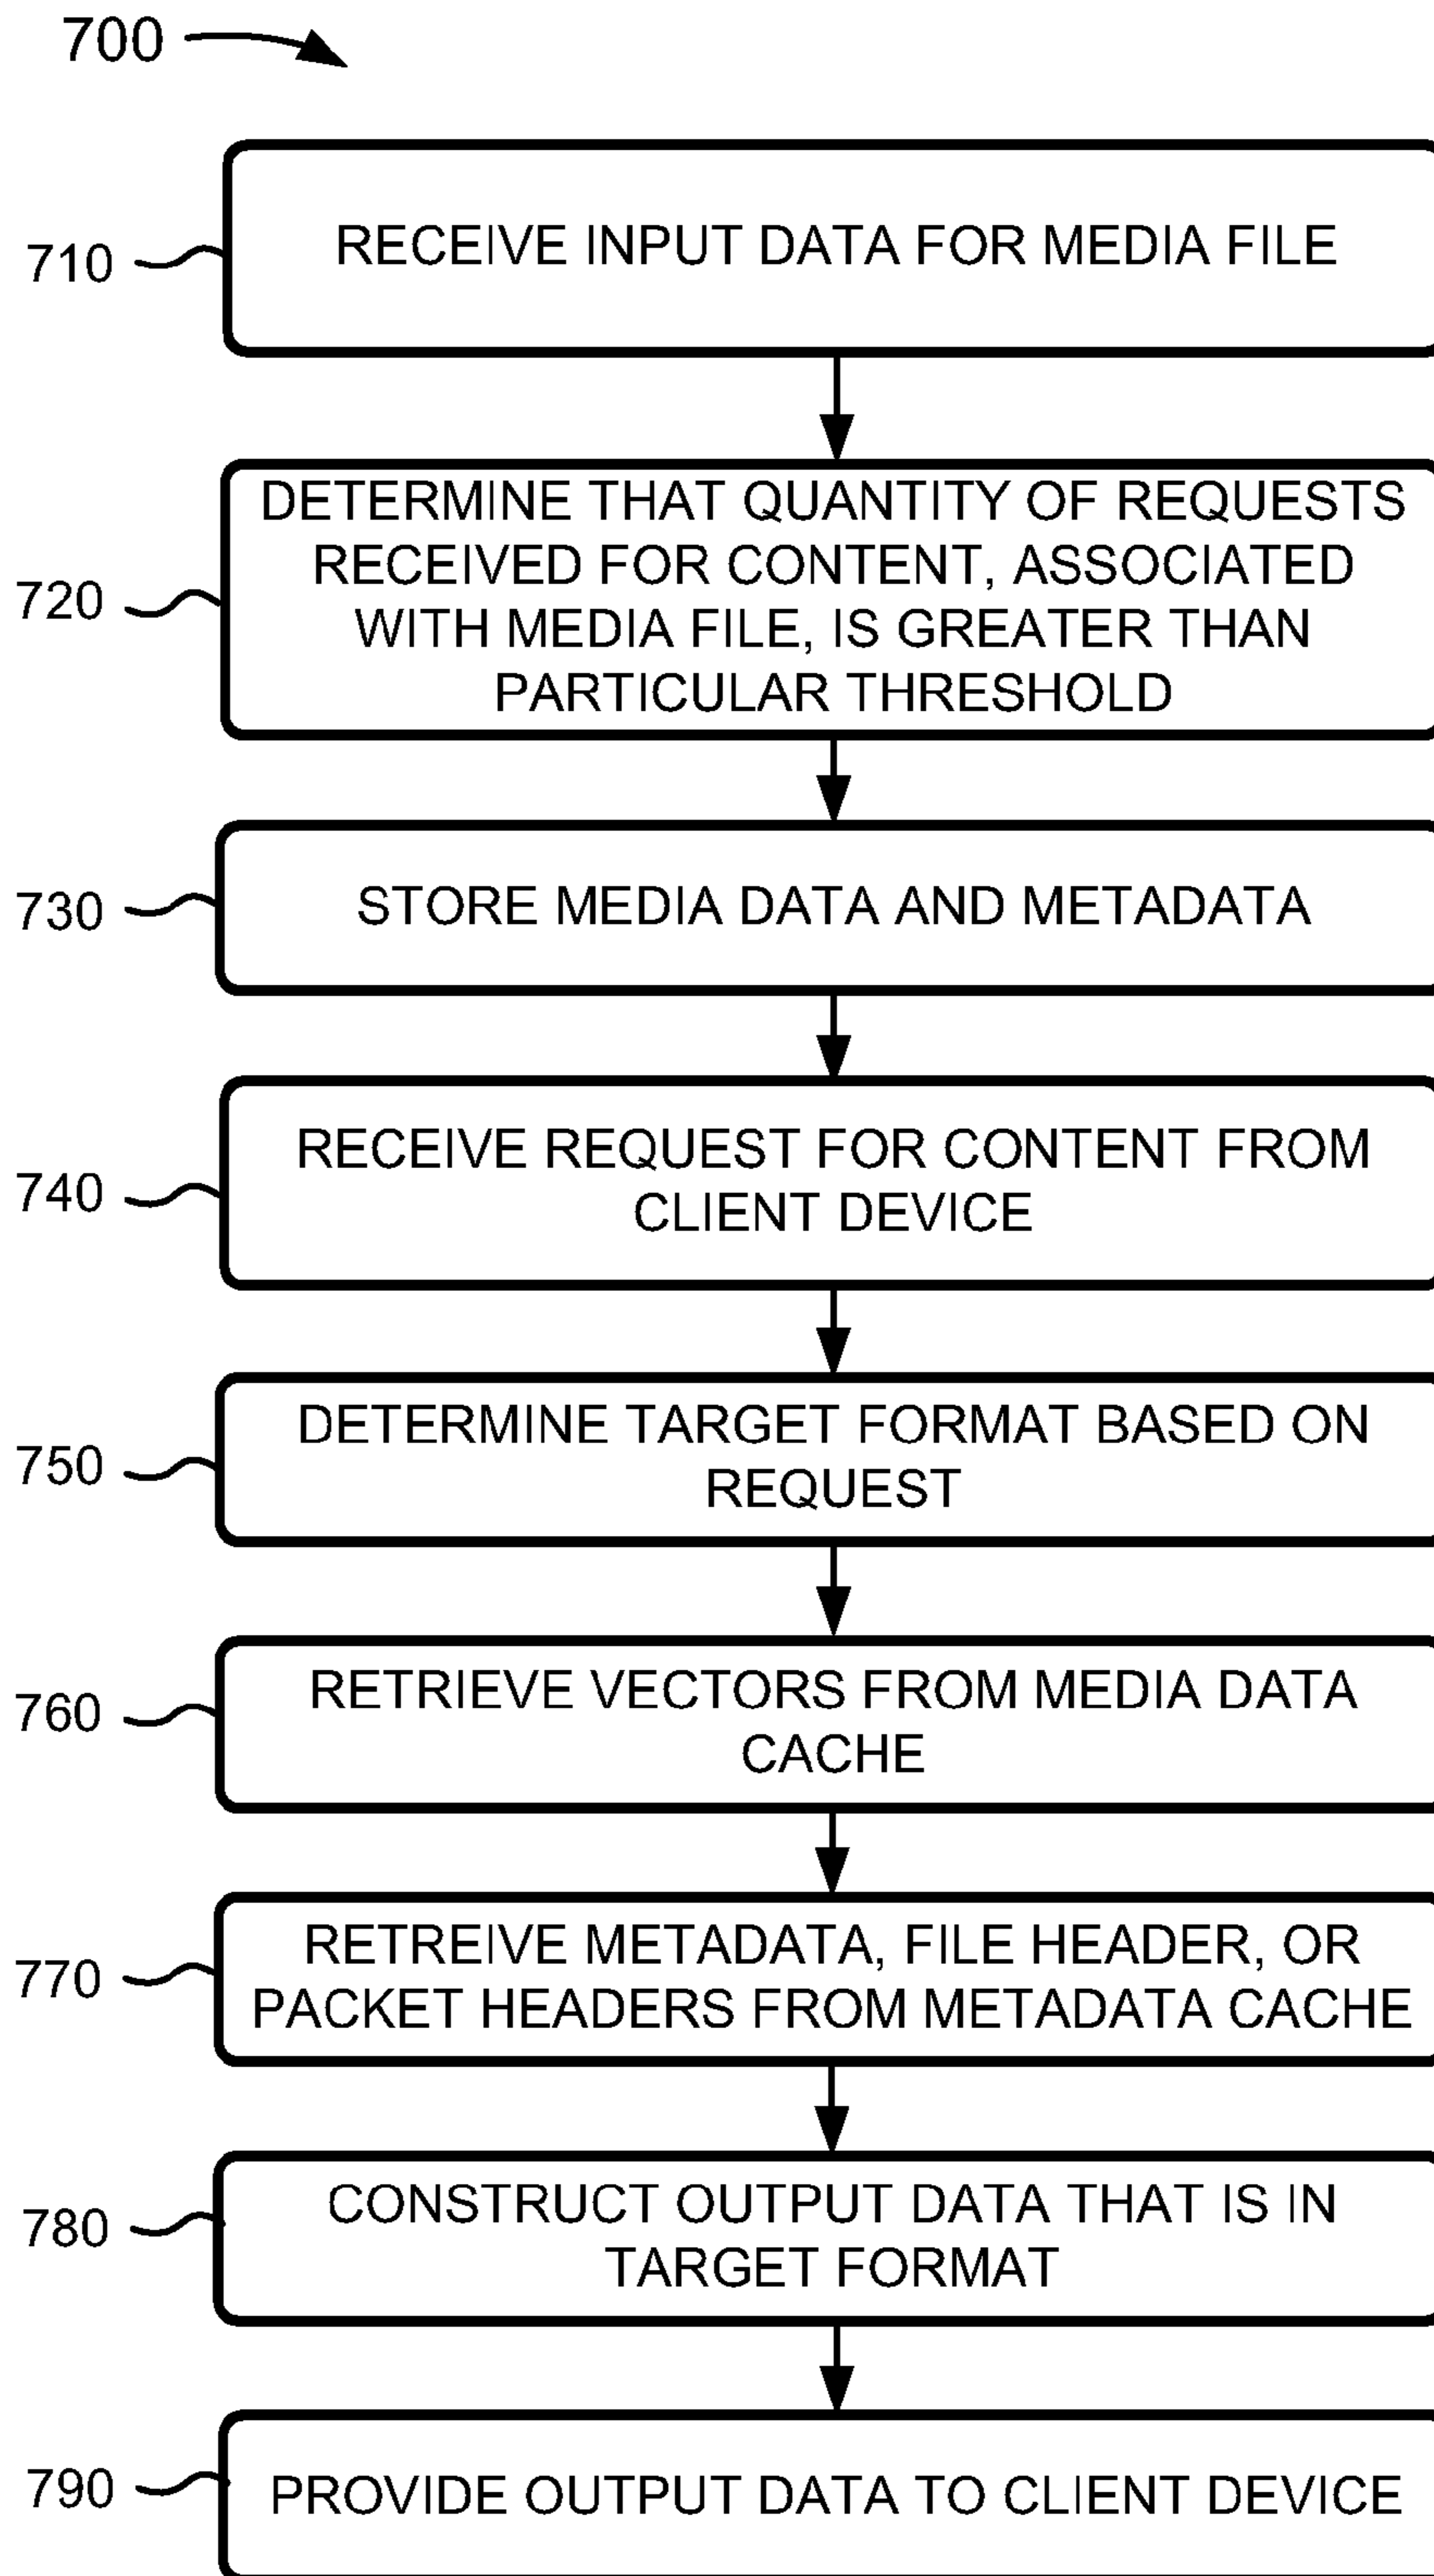 700
710
RECEIVE INPUT DATA FOR MEDIA FILE
720
DETERMINE THAT QUANTITY OF REQUESTS
RECEIVED FOR CONTENT, ASSOCIATED
WITH MEDIA FILE, IS GREATER THAN
PARTICULAR THRESHOLD
730
STORE MEDIA DATA AND METADATA
740
RECEIVE REQUEST FOR CONTENT FROM
CLIENT DEVICE
750
DETERMINE TARGET FORMAT BASED ON
REQUEST
760
RETRIEVE VECTORS FROM MEDIA DATA
CACHE
770
RETREIVE METADATA, FILE HEADER, OR
PACKET HEADERS FROM METADATA CACHE
780
CONSTRUCT OUTPUT DATA THAT IS IN
TARGET FORMAT
790
PROVIDE OUTPUT DATA TO CLIENT DEVICE